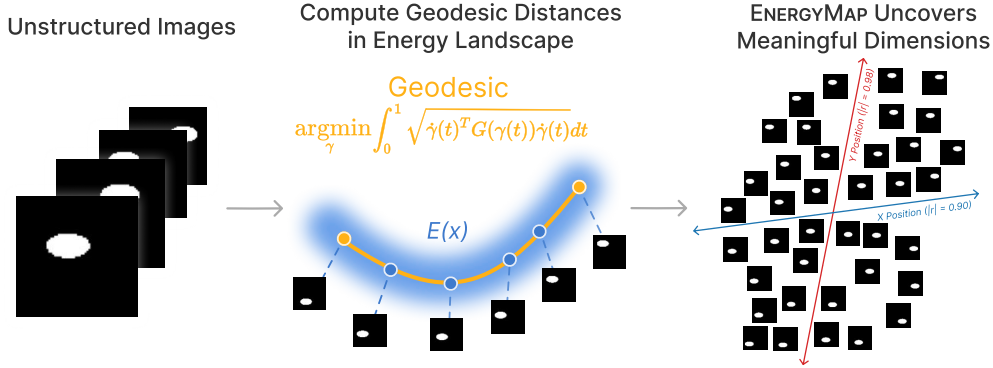 Unstructured Images
Compute Geodesic Distances
in Energy Landscape
Geodesic
argmin_γ ∫₀¹ √(γ̇(t)ᵀG(γ(t))γ̇(t))dt
E(x)
ENERGYMAP Uncovers
Meaningful Dimensions
Y Position (|r| = 0.98)
X Position (|r| = 0.90)